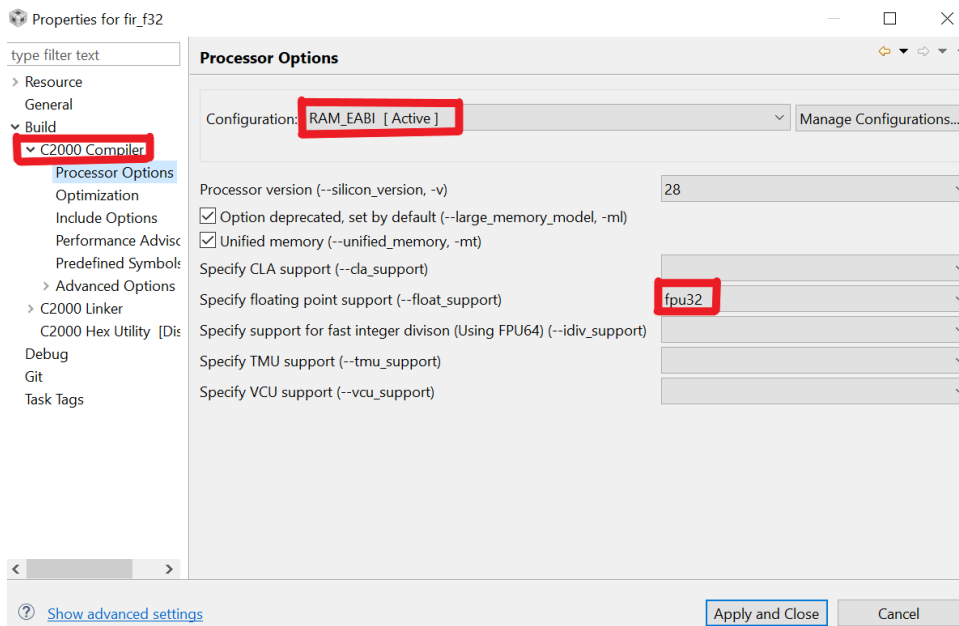 Properties for fir_f32
type filter text
Resource
General
Build
C2000 Compiler
Processor Options
Optimization
Include Options
Performance Advisc
Predefined Symbols
Advanced Options
C2000 Linker
C2000 Hex Utility [Dis
Debug
Git
Task Tags
Processor Options
Configuration: RAM_EABI [ Active ]
Manage Configurations...
Processor version (--silicon_version, -v) 28
Option deprecated, set by default (--large_memory_model, -ml)
Unified memory (--unified_memory, -mt)
Specify CLA support (--cla_support)
Specify floating point support (--float_support) fpu32
Specify support for fast integer divison (Using FPU64) (--idiv_support)
Specify TMU support (--tmu_support)
Specify VCU support (--vcu_support)
Show advanced settings
Apply and Close
Cancel